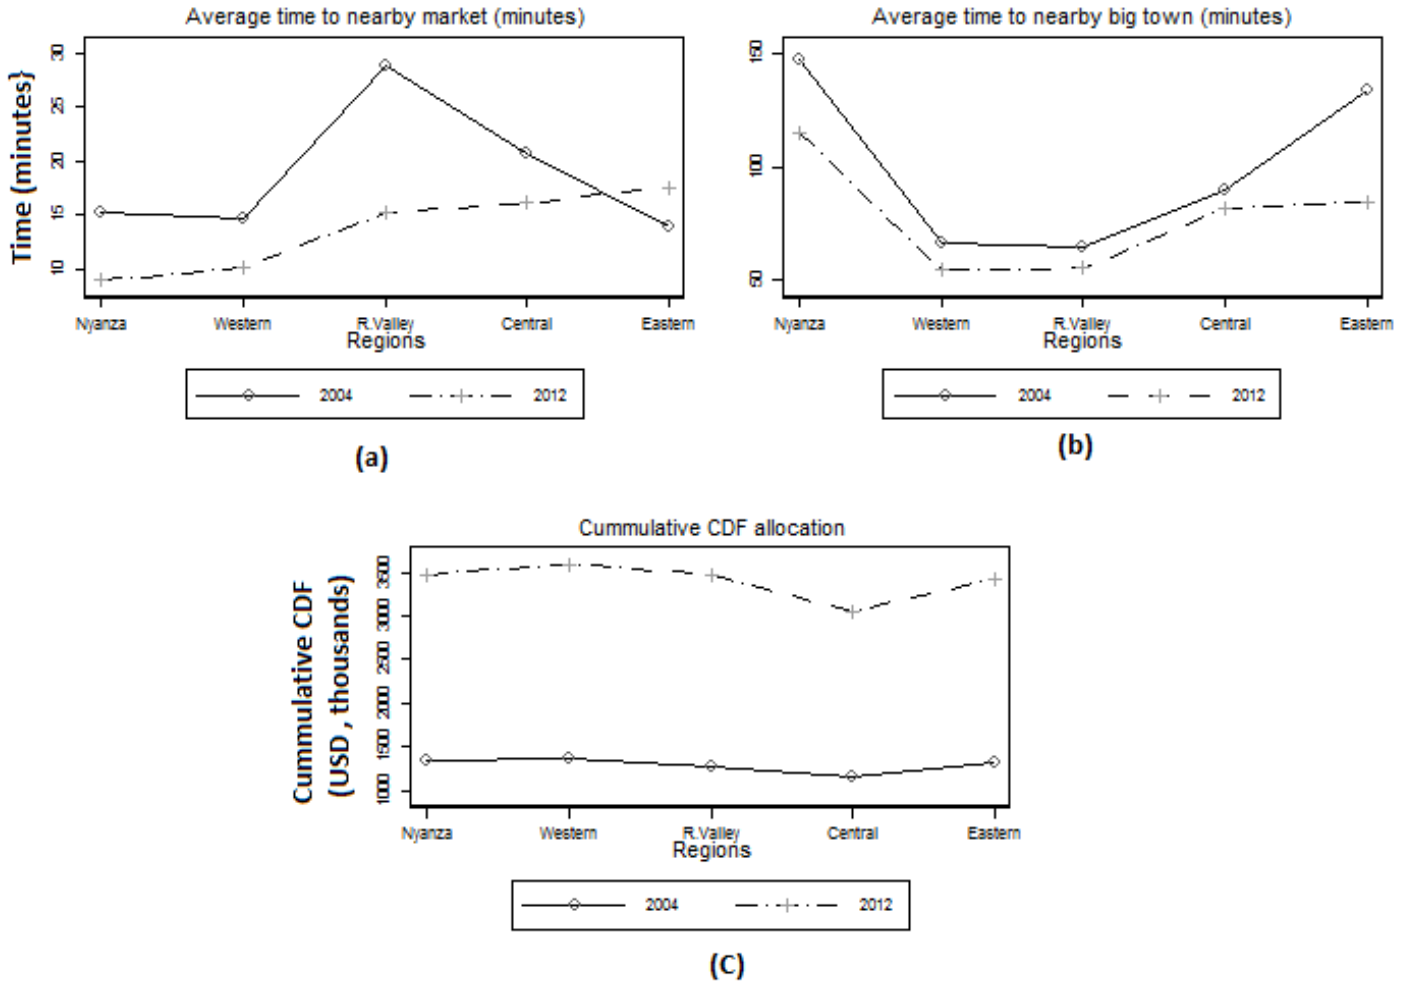 Average time to nearby market (minutes)
Time (minutes}
30
25
20
15
10
Nyanza Western R.Valley Central Eastern
Regions
2004 2012
(a)
Average time to nearby big town (minutes)
150
100
50
Nyanza Western R.Valley Central Eastern
Regions
2004 2012
(b)
Cummulative CDF allocation
Cummulative CDF
(USD , thousands)
3500
3000
2500
2000
1500
1000
Nyanza Western R.Valley Central Eastern
Regions
2004 2012
(C)